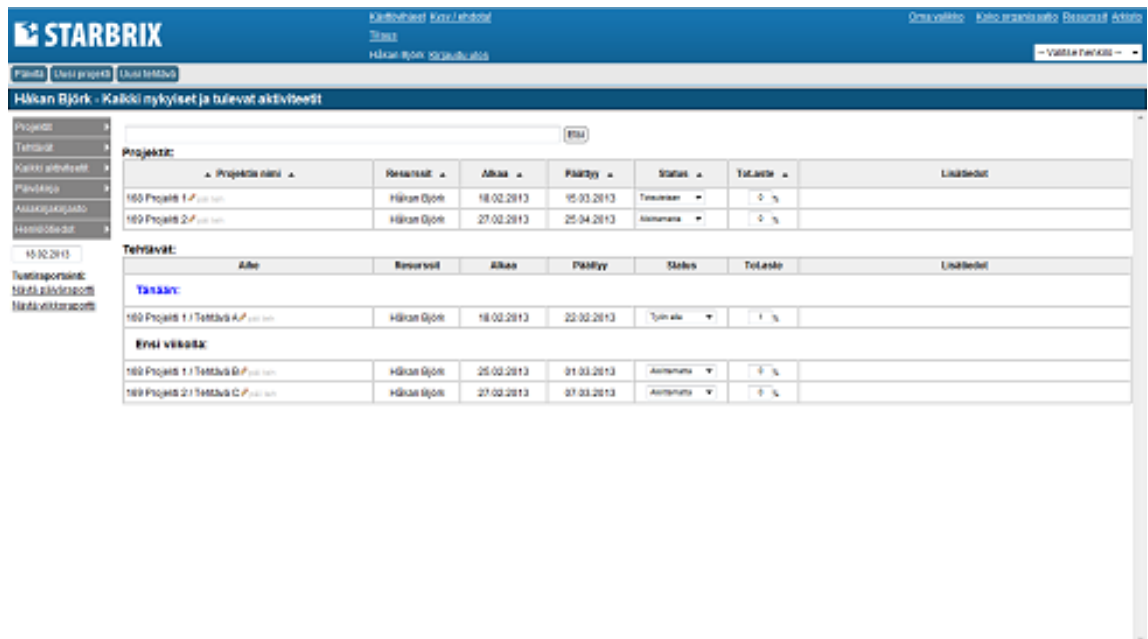 STARBRIX
Käyttöohjeet Kysy / ehdota!
Tilaus
Håkan Björk Kirjaudu ulos
Oma valikko Koko organisaatio Resurssit Arkisto
-- Valitse henkilö --
Päivitä Uusi projekti Uusi tehtävä
Håkan Björk - Kaikki nykyiset ja tulevat aktiviteetit
Projektit
Tehtävät
Kaikki aktiviteetit
Päiväkirja
Asiakirjakirjasto
Henkilötiedot
18.02.2013
Tuntiraportointi:
Näytä päiväraportti
Näytä viikkoraportti
Etsi
Projektit:
Projektin nimi Resurssit Alkaa Päättyy Status Tot.aste Lisätiedot
168 Projekti 1 Håkan Björk 18.02.2013 15.03.2013 0 %
169 Projekti 2 Håkan Björk 27.02.2013 25.04.2013 0 %
Tehtävät:
Aihe Resurssit Alkaa Päättyy Status Tot.aste Lisätiedot
Tänään:
168 Projekti 1 / Tehtävä A Håkan Björk 18.02.2013 22.02.2013 Työn alla 1 %
Ensi viikolla:
168 Projekti 1 / Tehtävä B Håkan Björk 25.02.2013 01.03.2013 Aloittamatta 0 %
169 Projekti 2 / Tehtävä C Håkan Björk 27.02.2013 07.03.2013 Aloittamatta 0 %